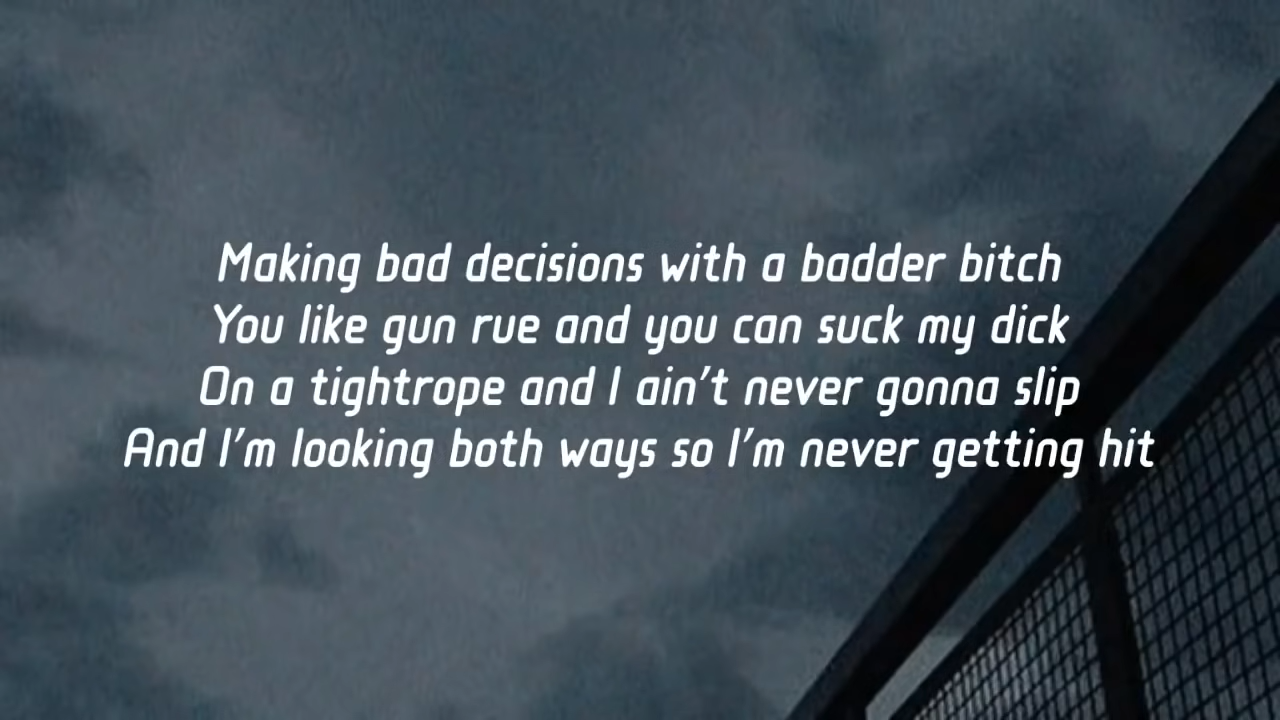 Making bad decisions with a badder bitch
You like gun rue and you can suck my dick
On a tightrope and I ain't never gonna slip
And I'm looking both ways so I'm never getting hit